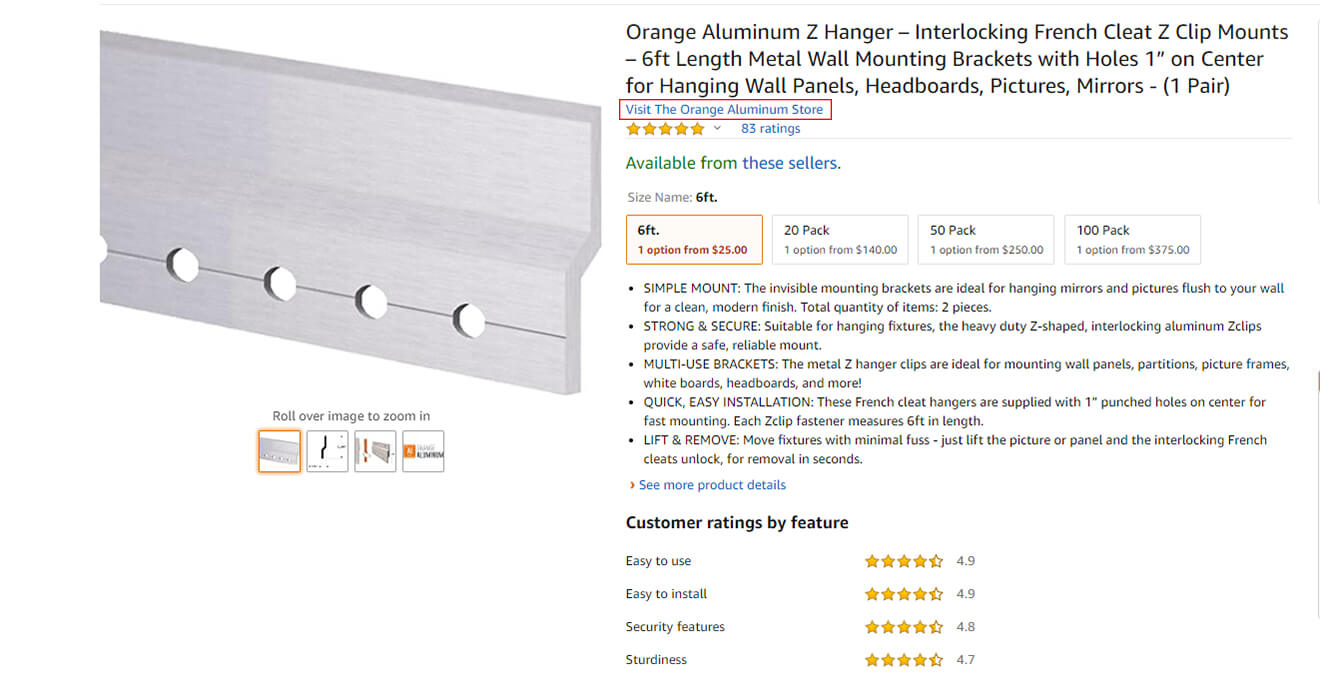 Orange Aluminum Z Hanger – Interlocking French Cleat Z Clip Mounts
– 6ft Length Metal Wall Mounting Brackets with Holes 1” on Center
for Hanging Wall Panels, Headboards, Pictures, Mirrors - (1 Pair)
Visit The Orange Aluminum Store
83 ratings
Available from these sellers.
Size Name: 6ft.
6ft.
1 option from $25.00
20 Pack
1 option from $140.00
50 Pack
1 option from $250.00
100 Pack
1 option from $375.00
• SIMPLE MOUNT: The invisible mounting brackets are ideal for hanging mirrors and pictures flush to your wall
for a clean, modern finish. Total quantity of items: 2 pieces.
• STRONG & SECURE: Suitable for hanging fixtures, the heavy duty Z-shaped, interlocking aluminum Zclips
provide a safe, reliable mount.
• MULTI-USE BRACKETS: The metal Z hanger clips are ideal for mounting wall panels, partitions, picture frames,
white boards, headboards, and more!
• QUICK, EASY INSTALLATION: These French cleat hangers are supplied with 1” punched holes on center for
fast mounting. Each Zclip fastener measures 6ft in length.
• LIFT & REMOVE: Move fixtures with minimal fuss - just lift the picture or panel and the interlocking French
cleats unlock, for removal in seconds.
› See more product details
Roll over image to zoom in
ORANGE
ALUMINUM
Customer ratings by feature
Easy to use 4.9
Easy to install 4.9
Security features 4.8
Sturdiness 4.7